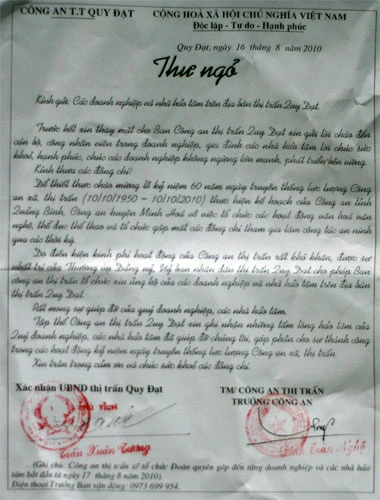 CÔNG AN T.T QUY ĐẠT
CỘNG HOÀ XÃ HỘI CHỦ NGHĨA VIỆT NAM
Độc lập - Tự do - Hạnh phúc
Quy Đạt, ngày 16 tháng 8 năm 2010
Thư ngỏ
Kính gửi: Các doanh nghiệp và nhà hảo tâm trên địa bàn thị trấn Quy Đạt.
Trước hết xin thay mặt cho Ban Công an thị trấn Quy Đạt xin gửi lời chào đến
cán bộ, công nhân viên trong doanh nghiệp, gia đình các nhà hảo tâm lời chúc sức
khoẻ, hạnh phúc, chúc các doanh nghiệp không ngừng lớn mạnh, phát triển bền vững.
Kính thưa các đồng chí!
Để thiết thực chào mừng lễ kỷ niệm 60 năm ngày truyền thống lực lượng Công
an xã, thị trấn (10/10/1950 - 10/10/2010) thực hiện kế hoạch của Công an tỉnh
Quảng Bình, Công an huyện Minh Hoá về việc tổ chức các hoạt động văn hoá văn
nghệ, thể dục thể thao và tổ chức gặp mặt các đồng chí tham gia làm công tác an ninh
qua các thời kỳ.
Do điều kiện kinh phí hoạt động của Công an thị trấn rất khó khăn, được sự
nhất trí của Thường vụ Đảng uỷ, Uỷ ban nhân dân thị trấn Quy Đạt cho phép Ban
công an thị trấn tổ chức xin ủng hộ của các doanh nghiệp và nhà hảo tâm trên địa bàn
thị trấn Quy Đạt.
Rất mong sự giúp đỡ của quý doanh nghiệp, các nhà hảo tâm.
Tập thể Công an thị trấn Quy Đạt xin ghi nhận những tấm lòng hảo tâm của
Quý doanh nghiệp, các nhà hảo tâm đã giúp đỡ chúng tôi, góp phần cho sự thành công
trong các hoạt động kỷ niệm ngày truyền thống lực lượng Công an xã, thị trấn.
Xin trân trọng cảm ơn và chúc sức khoẻ các đồng chí.
Xác nhận UBND thị trấn Quy Đạt
TM/ CÔNG AN THỊ TRẤN
TRƯỞNG CÔNG AN
CHỦ TỊCH
Trần Xuân Tương
Đinh Tiến Nghị
(Ghi chú: Công an thị trấn sẽ tổ chức Đoàn quyên góp đến từng doanh nghiệp và các nhà hảo
tâm bắt đầu từ ngày 17 tháng 8 năm 2010).
Điện thoại Trưởng Ban vận động: 0973 699 954.